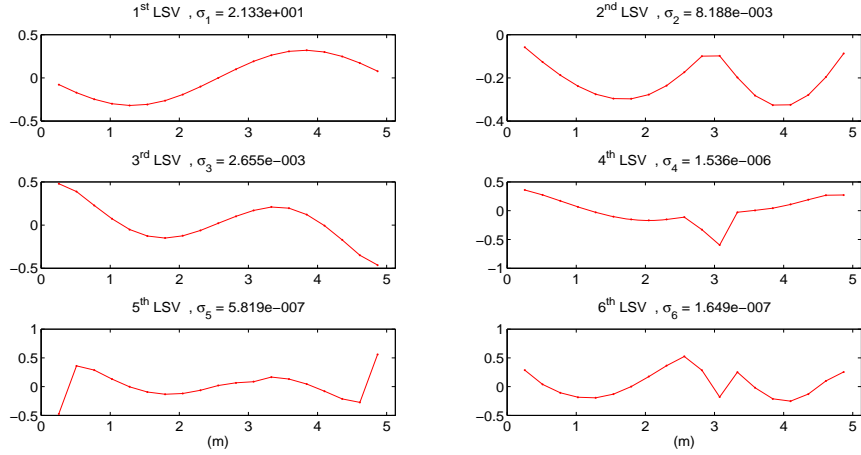 1st LSV , σ1 = 2.133e+001
0.5
0
−0.5
0 1 2 3 4 5
2nd LSV , σ2 = 8.188e−003
0
−0.2
−0.4
0 1 2 3 4 5
3rd LSV , σ3 = 2.655e−003
0.5
0
−0.5
0 1 2 3 4 5
4th LSV , σ4 = 1.536e−006
0.5
0
−0.5
−1
0 1 2 3 4 5
5th LSV , σ5 = 5.819e−007
1
0.5
0
−0.5
0 1 2 3 4 5
(m)
6th LSV , σ6 = 1.649e−007
1
0.5
0
−0.5
0 1 2 3 4 5
(m)